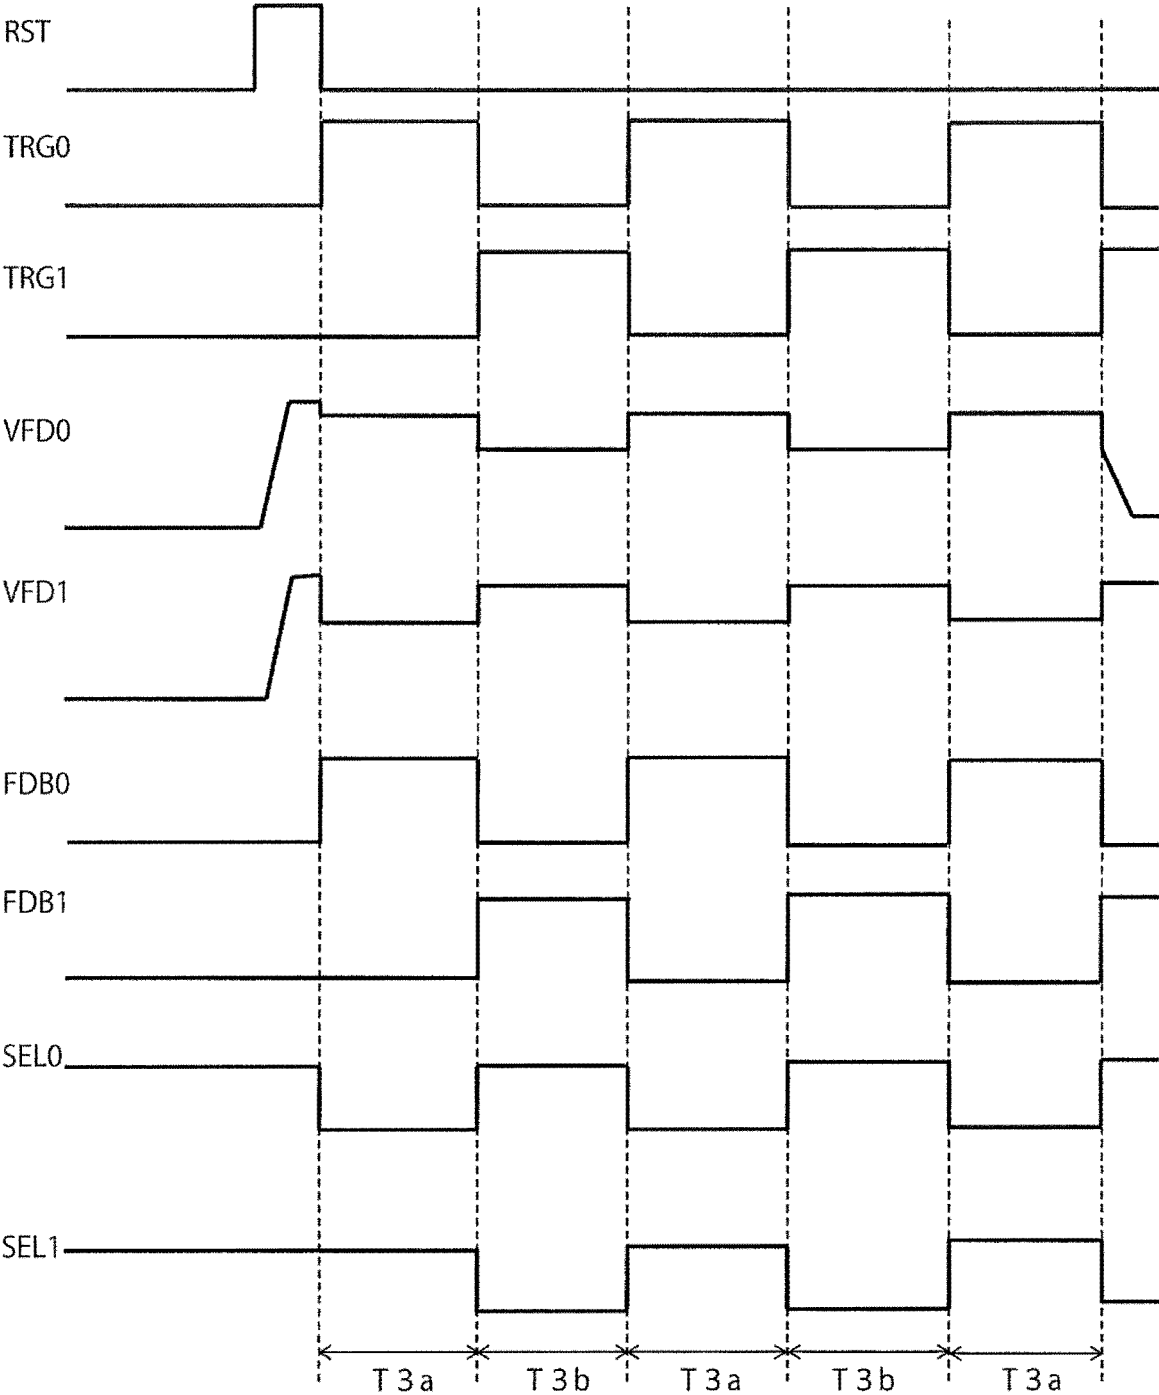 RST
TRG0
TRG1
VFD0
VFD1
FDB0
FDB1
SEL0
SEL1
T3a T3b T3a T3b T3a